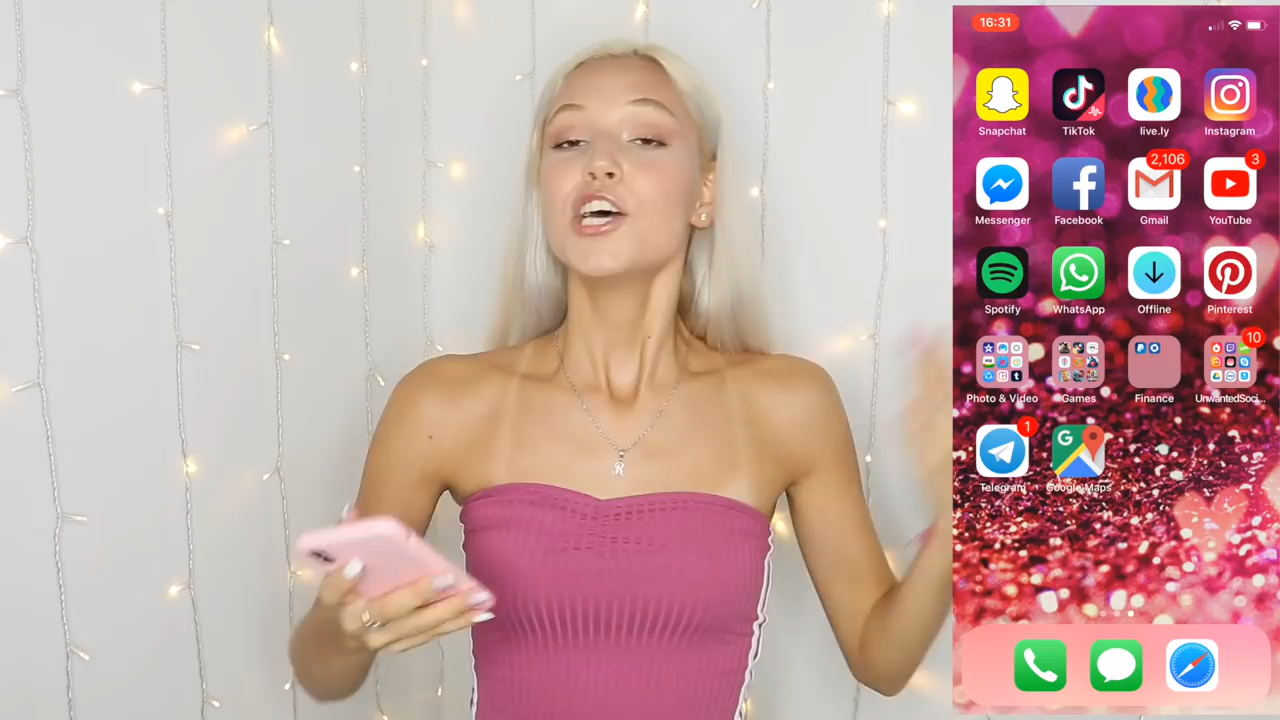 16:31
Snapchat TikTok live.ly Instagram
2,106 3
Messenger Facebook Gmail YouTube
Spotify WhatsApp Offline Pinterest
10
Photo & Video Games Finance UnwantedSoci...
1
G
Telegram Google Maps
R